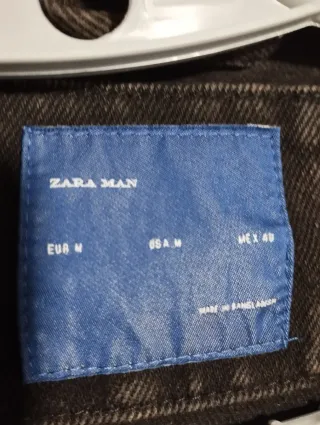 ZARA MAN
EUR M USA M MEX 40
MADE IN BANGLADESH